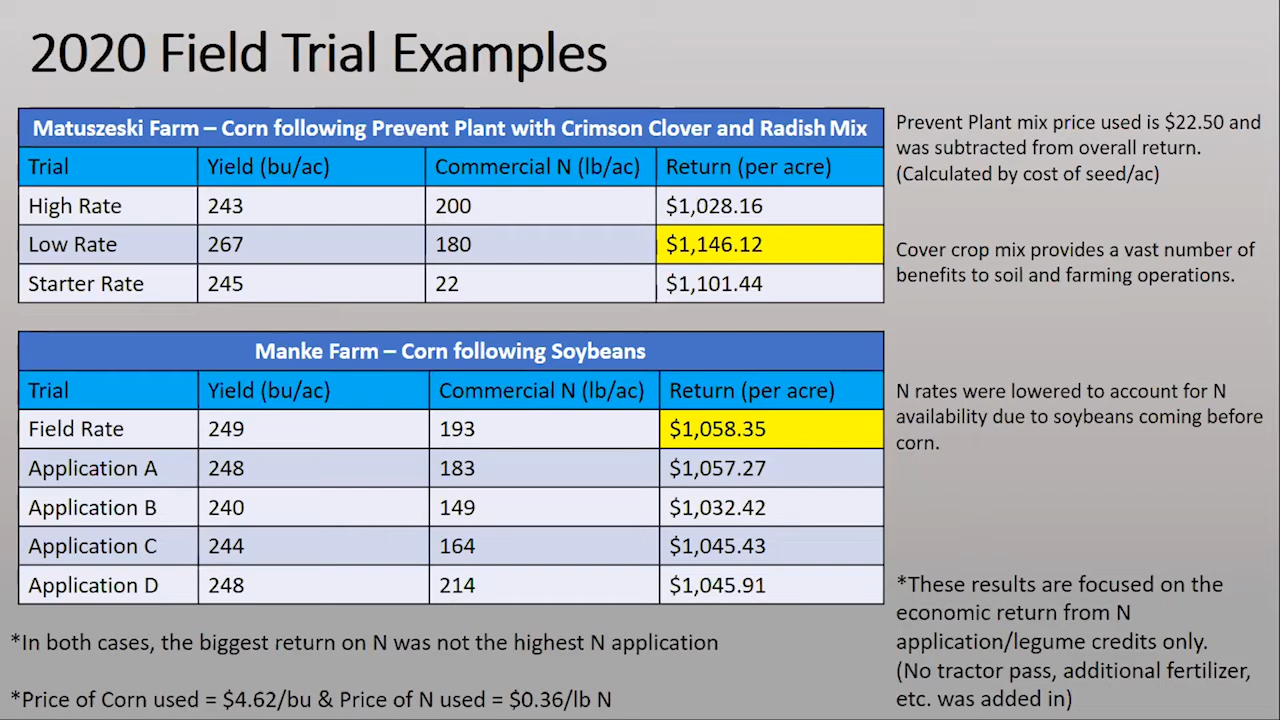 2020 Field Trial Examples
Matuszeski Farm – Corn following Prevent Plant with Crimson Clover and Radish Mix
Trial Yield (bu/ac) Commercial N (lb/ac) Return (per acre)
High Rate 243 200 $1,028.16
Low Rate 267 180 $1,146.12
Starter Rate 245 22 $1,101.44
Prevent Plant mix price used is $22.50 and
was subtracted from overall return.
(Calculated by cost of seed/ac)
Cover crop mix provides a vast number of
benefits to soil and farming operations.
Manke Farm – Corn following Soybeans
Trial Yield (bu/ac) Commercial N (lb/ac) Return (per acre)
Field Rate 249 193 $1,058.35
Application A 248 183 $1,057.27
Application B 240 149 $1,032.42
Application C 244 164 $1,045.43
Application D 248 214 $1,045.91
N rates were lowered to account for N
availability due to soybeans coming before
corn.
*These results are focused on the
economic return from N
application/legume credits only.
(No tractor pass, additional fertilizer,
etc. was added in)
*In both cases, the biggest return on N was not the highest N application
*Price of Corn used = $4.62/bu & Price of N used = $0.36/lb N